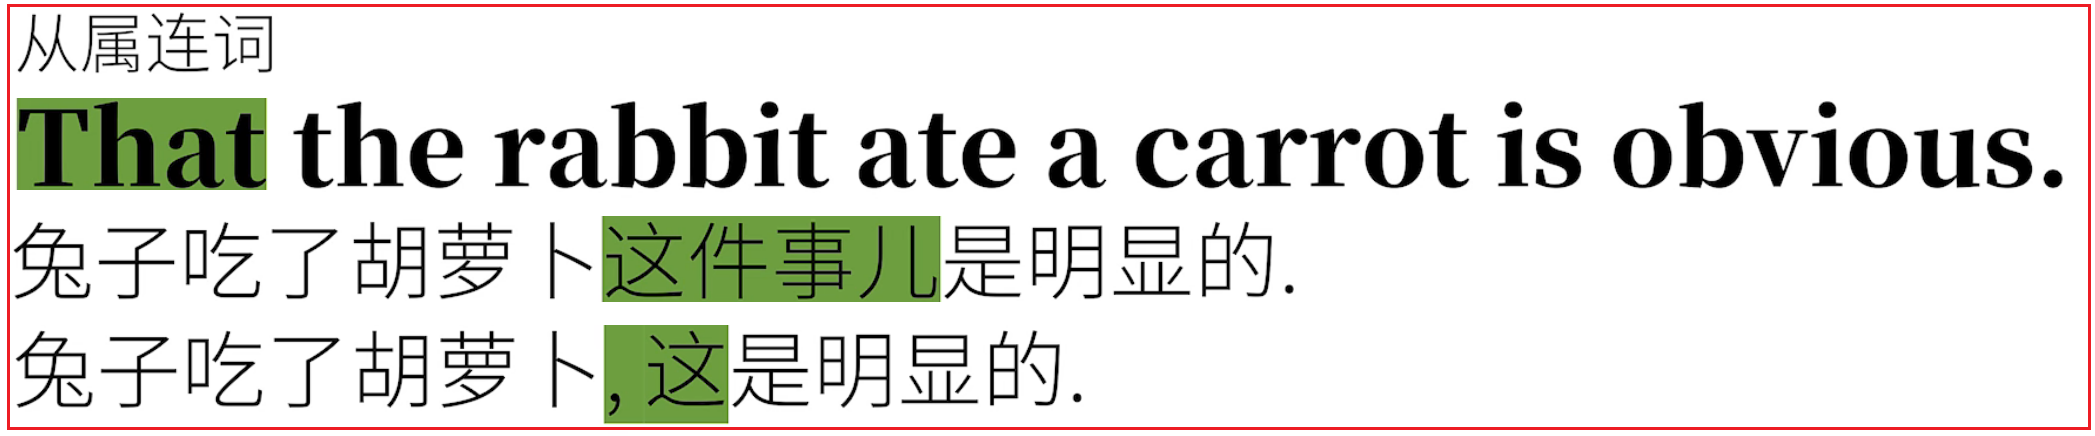 从属连词
That the rabbit ate a carrot is obvious.
兔子吃了胡萝卜这件事儿是明显的.
兔子吃了胡萝卜, 这是明显的.